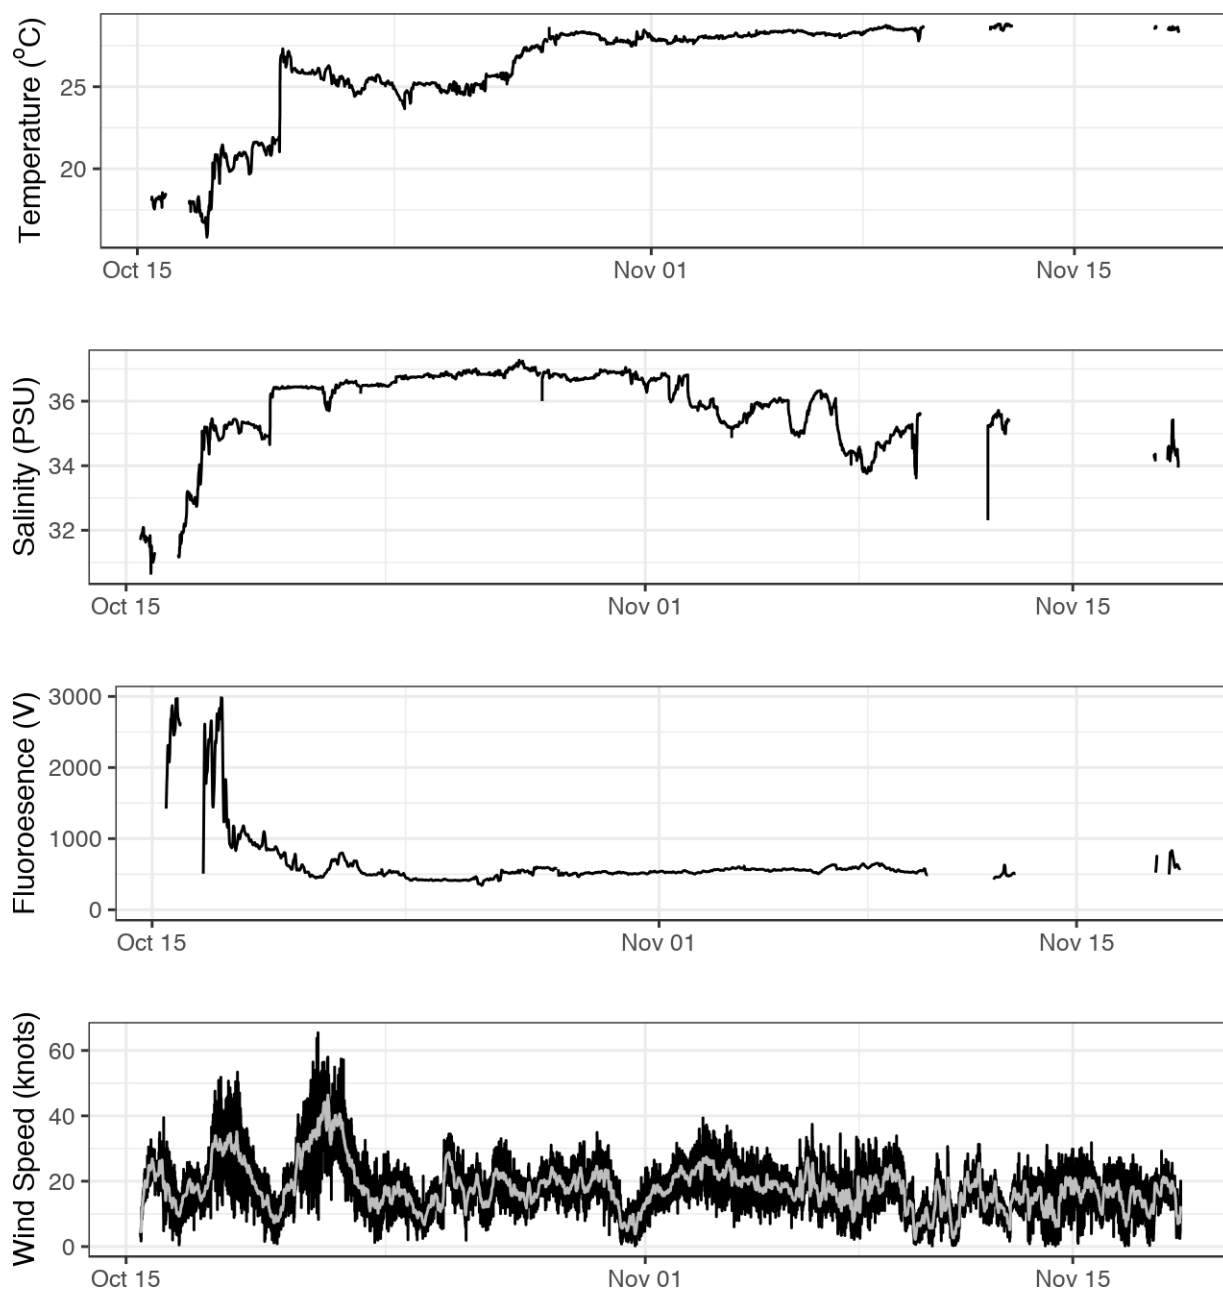 Temperature (°C)
25
20
Oct 15
Nov 01
Nov 15
Salinity (PSU)
36
34
32
Oct 15
Nov 01
Nov 15
Fluoroesence (V)
3000
2000
1000
0
Oct 15
Nov 01
Nov 15
Wind Speed (knots)
60
40
20
0
Oct 15
Nov 01
Nov 15